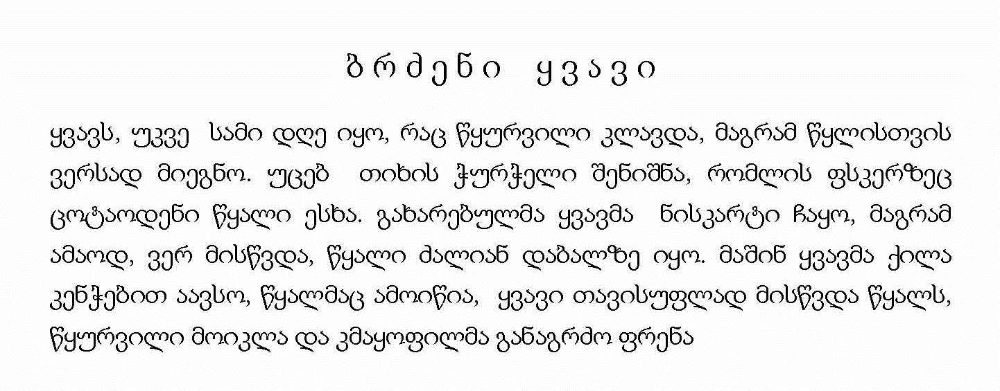 ბრძენი ყვავი
ყვავს, უკვე სამი დღე იყო, რაც წყურვილი კლავდა, მაგრამ წყლისთვის
ვერსად მიეგნო. უცებ თიხის ჭურჭელი შენიშნა, რომლის ფსკერზეც
ცოტაოდენი წყალი ესხა. გახარებულმა ყვავმა ნისკარტი ჩაყო, მაგრამ
ამაოდ, ვერ მისწვდა, წყალი ძალიან დაბალზე იყო. მაშინ ყვავმა ქილა
კენჭებით აავსო, წყალმაც ამოიწია, ყვავი თავისუფლად მისწვდა წყალს,
წყურვილი მოიკლა და კმაყოფილმა განაგრძო ფრენა